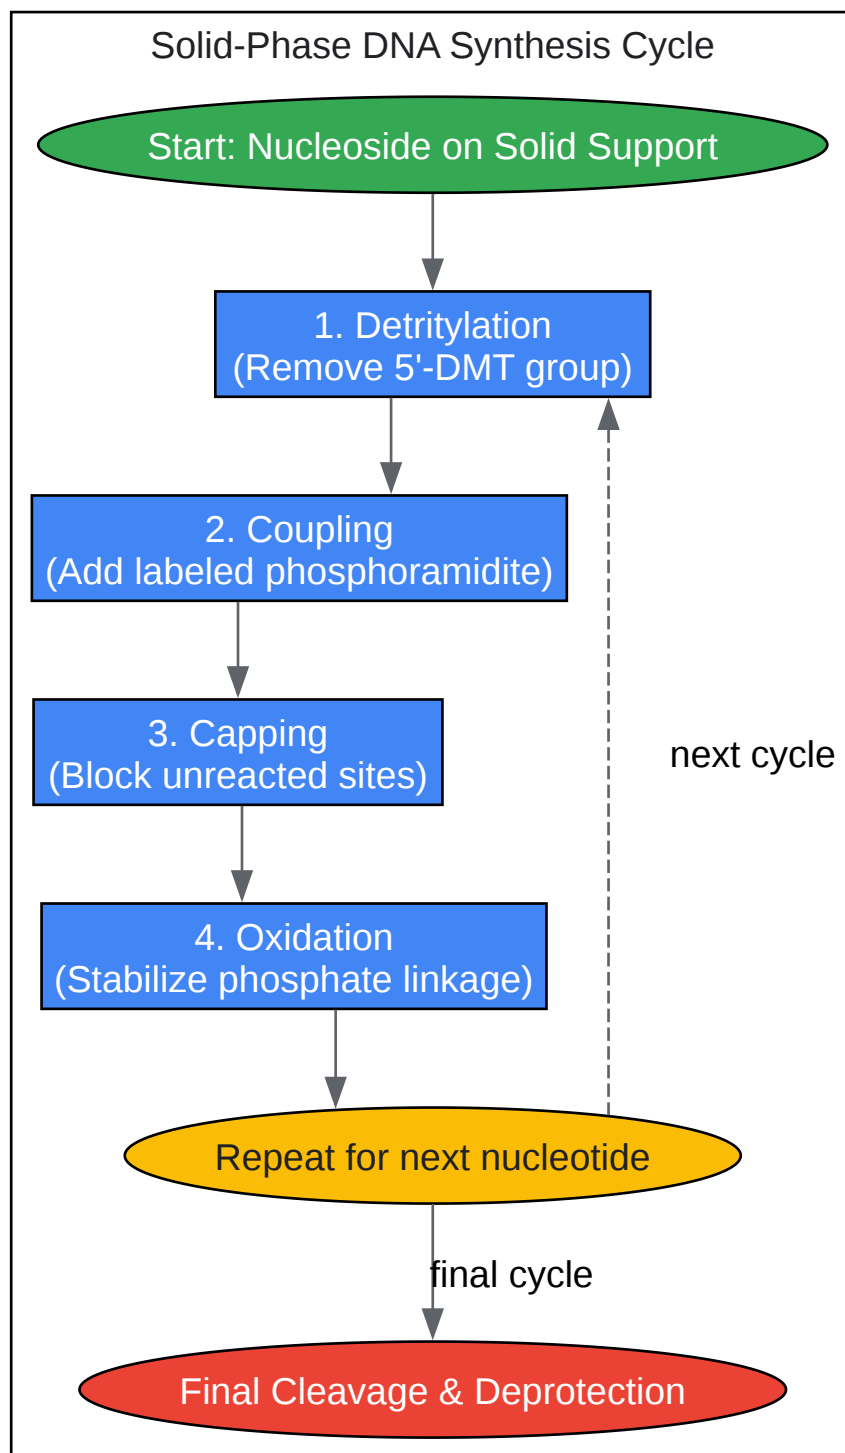 Solid-Phase DNA Synthesis Cycle
Start: Nucleoside on Solid Support
1. Detritylation
(Remove 5'-DMT group)
2. Coupling
(Add labeled phosphoramidite)
3. Capping
(Block unreacted sites)
next cycle
4. Oxidation
(Stabilize phosphate linkage)
Repeat for next nucleotide
final cycle
Final Cleavage & Deprotection